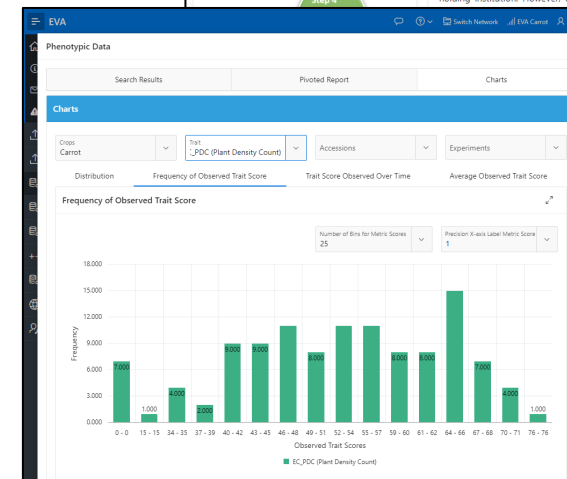 Step 4
holding institution. However,
EVA
Switch Network
EVA Carrot
Phenotypic Data
Search Results
Pivoted Report
Charts
Charts
Crops
Carrot
Trait
:_PDC (Plant Density Count)
Accessions
Experiments
Distribution
Frequency of Observed Trait Score
Trait Score Observed Over Time
Average Observed Trait Score
Frequency of Observed Trait Score
Number of Bins for Metric Scores
25
Precision X-axis Label Metric Score
1
18.000
15.000
12.000
9.000
6.000
3.000
0.000
Frequency
7.000
1.000
4.000
2.000
9.000
9.000
8.000
8.000
8.000
7.000
4.000
1.000
0 - 0 15 - 15 34 - 35 37 - 39 40 - 42 43 - 45 46 - 48 49 - 51 52 - 54 55 - 57 59 - 60 61 - 62 64 - 66 67 - 68 70 - 71 76 - 76
Observed Trait Scores
EC_PDC (Plant Density Count)